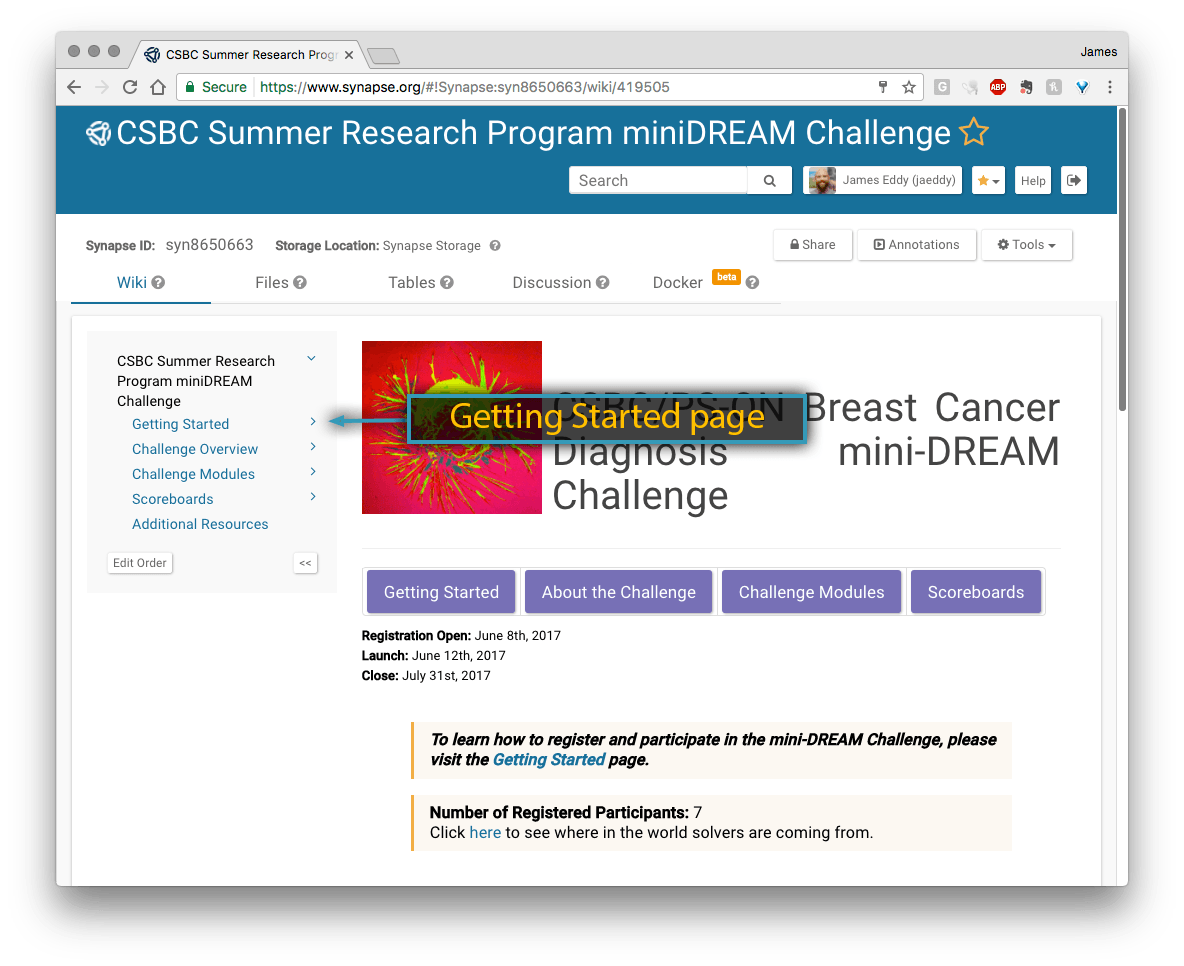 CSBC Summer Research Prog
James
Secure https://www.synapse.org/#!Synapse:syn8650663/wiki/419505
ABP
CSBC Summer Research Program miniDREAM Challenge
Search
James Eddy (jaeddy)
Help
Synapse ID: syn8650663 Storage Location: Synapse Storage
Share
Annotations
Tools
Wiki
Files
Tables
Discussion
Docker beta
CSBC Summer Research
Program miniDREAM
Challenge
Getting Started
Challenge Overview
Challenge Modules
Scoreboards
Additional Resources
Edit Order
<<
Getting Started page
CSBC/PS-ON Breast Cancer
Diagnosis mini-DREAM
Challenge
Getting Started
About the Challenge
Challenge Modules
Scoreboards
Registration Open: June 8th, 2017
Launch: June 12th, 2017
Close: July 31st, 2017
To learn how to register and participate in the mini-DREAM Challenge, please
visit the Getting Started page.
Number of Registered Participants: 7
Click here to see where in the world solvers are coming from.